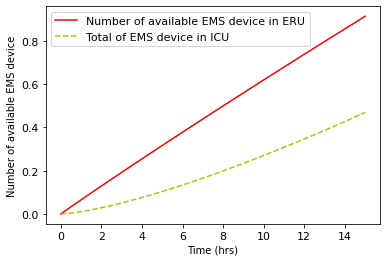 Number of available EMS device in ERU
Total of EMS device in ICU
Number of available EMS device
0.8
0.6
0.4
0.2
0.0
0 2 4 6 8 10 12 14
Time (hrs)